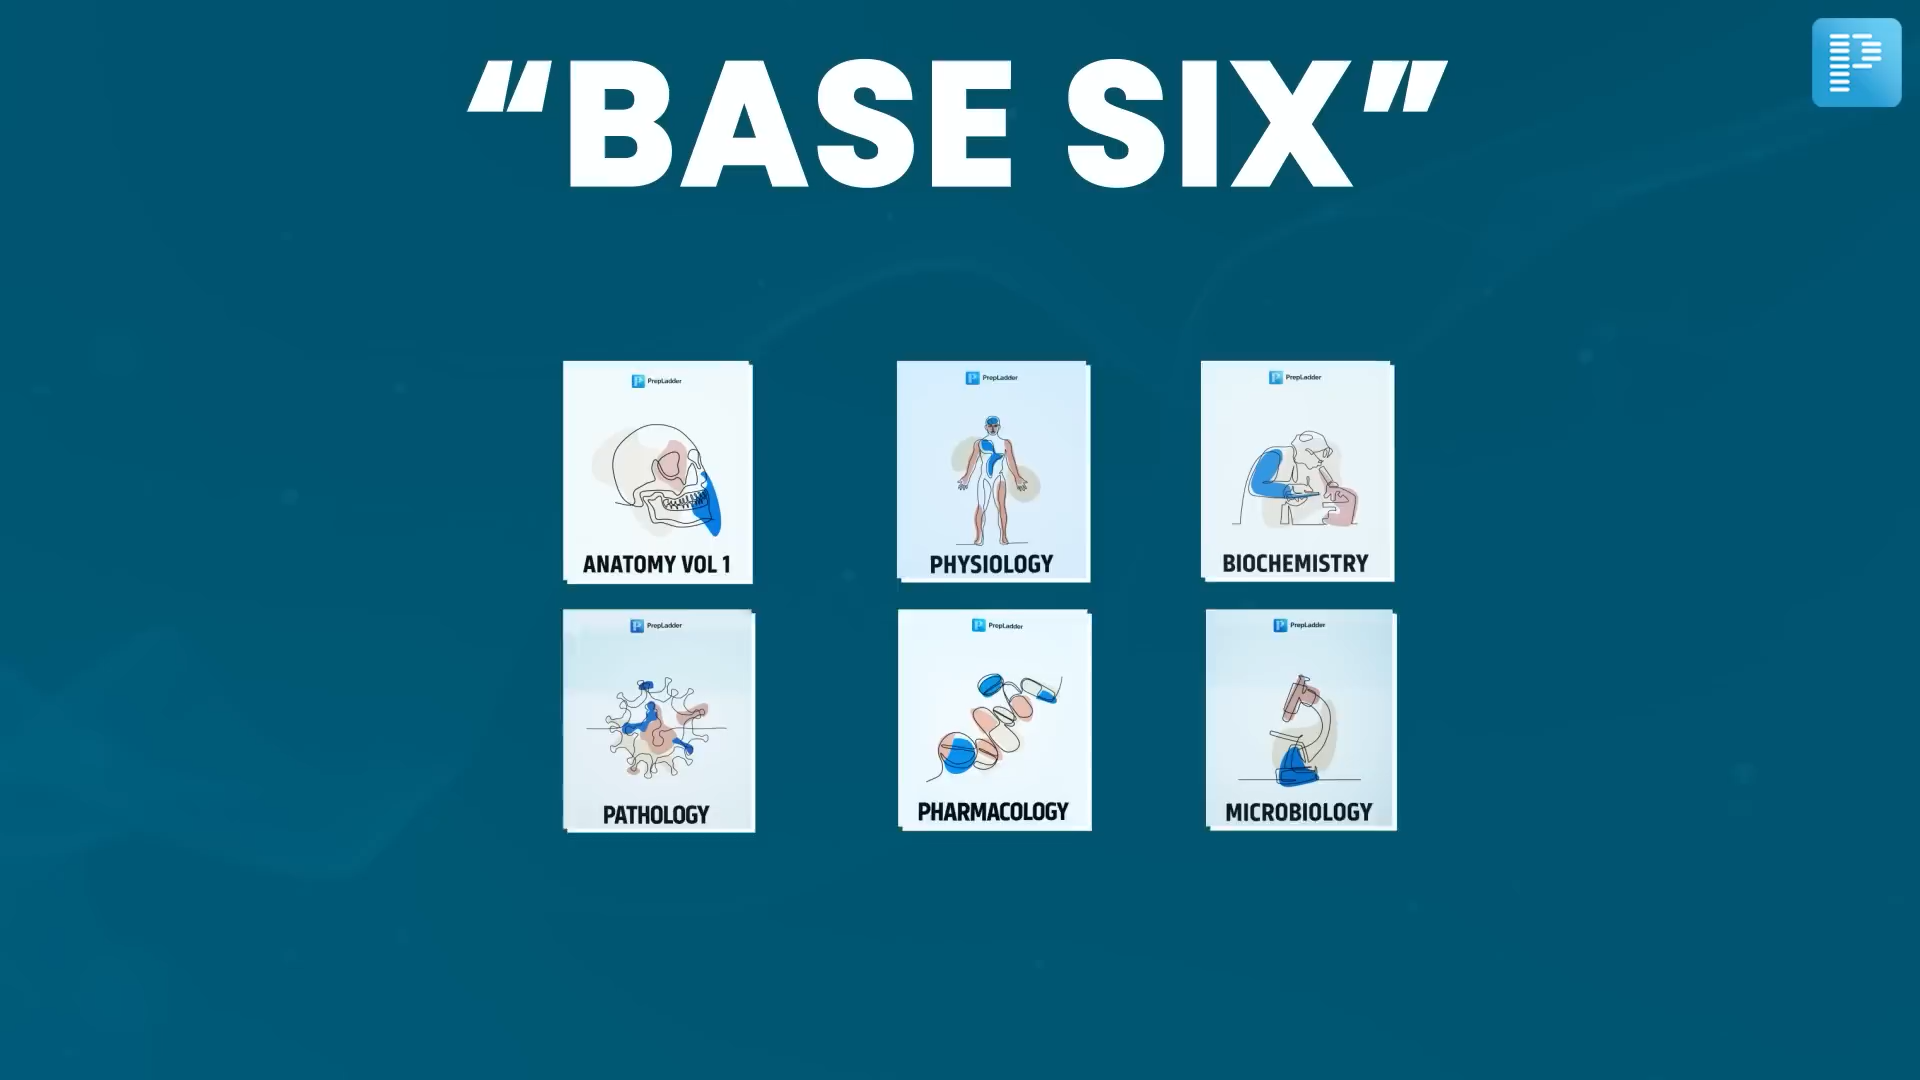 “BASE SIX”
PrepLadder
ANATOMY VOL 1
PrepLadder
PHYSIOLOGY
PrepLadder
BIOCHEMISTRY
PrepLadder
PATHOLOGY
PrepLadder
PHARMACOLOGY
PrepLadder
MICROBIOLOGY